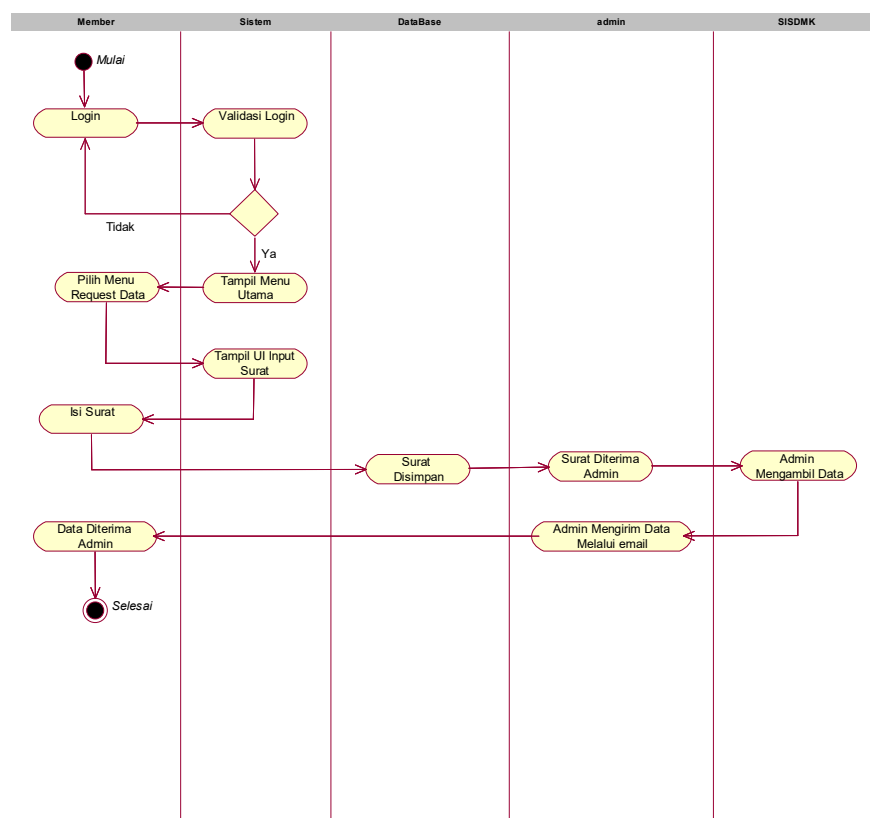 Member
Sistem
DataBase
admin
SISDMK
Mulai
Login
Validasi Login
Tidak
Ya
Pilih Menu
Request Data
Tampil Menu
Utama
Tampil UI Input
Surat
Isi Surat
Surat
Disimpan
Surat Diterima
Admin
Admin
Mengambil Data
Data Diterima
Admin
Admin Mengirim Data
Melalui email
Selesai